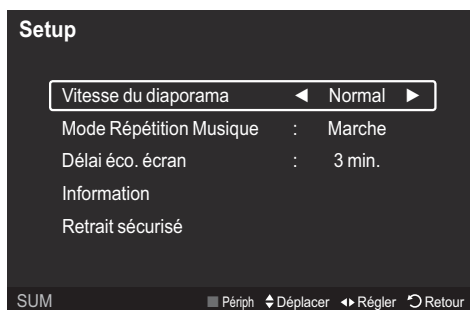 Setup
Vitesse du diaporama ◀ Normal ▶
Mode Répétition Musique : Marche
Délai éco. écran : 3 min.
Information
Retrait sécurisé
SUM Périph Déplacer Régler Retour